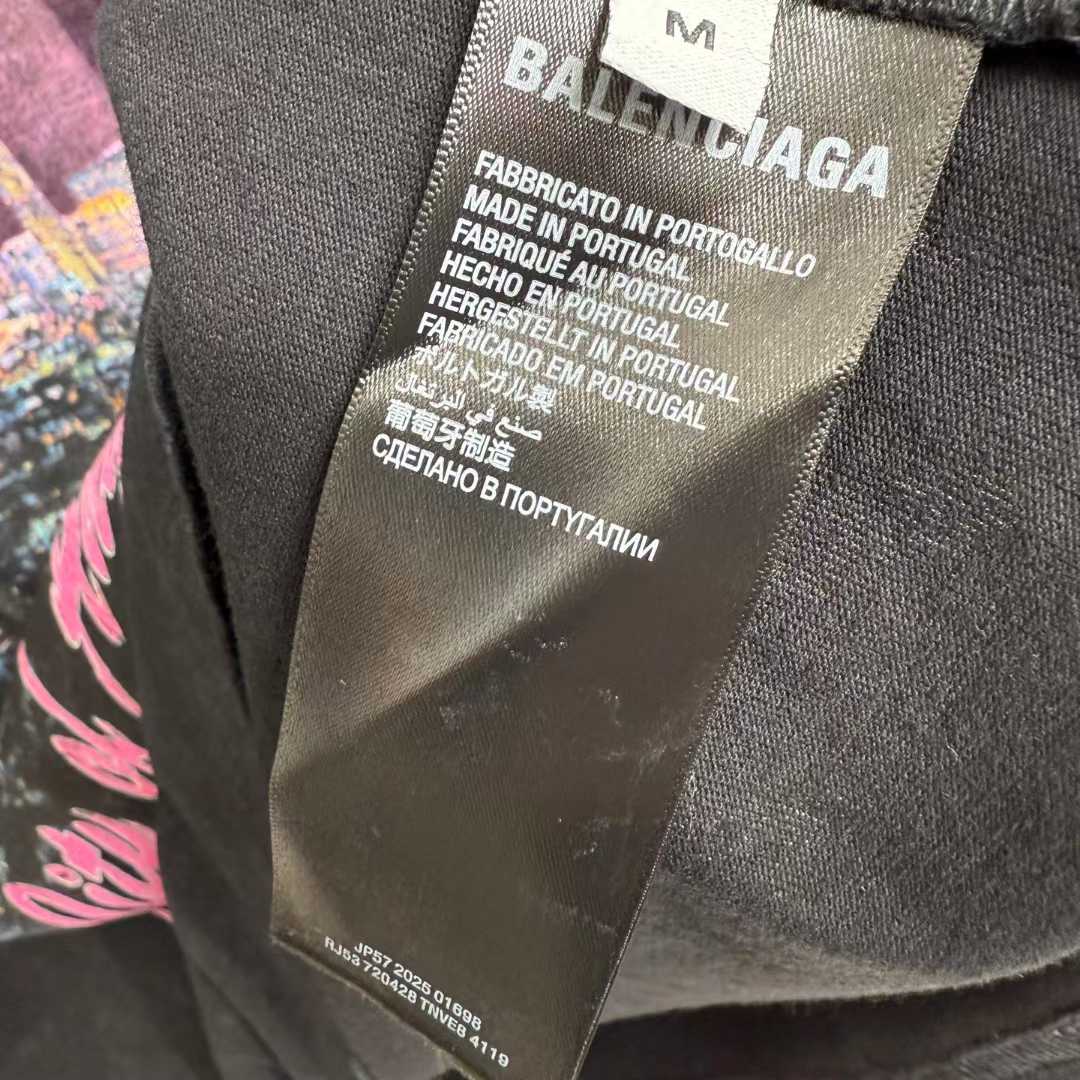 M
BALENCIAGA
FABBRICATO IN PORTOGALLO
MADE IN PORTUGAL
FABRIQUÉ AU PORTUGAL
HECHO EN PORTUGAL
HERGESTELLT IN PORTUGAL
FABRICADO EM PORTUGAL
ポルトガル製
صنع في البرتغال
葡萄牙制造
СДЕЛАНО В ПОРТУГАЛИИ
JP57 2025 01698
RJ53 720428 TNVE8 4119